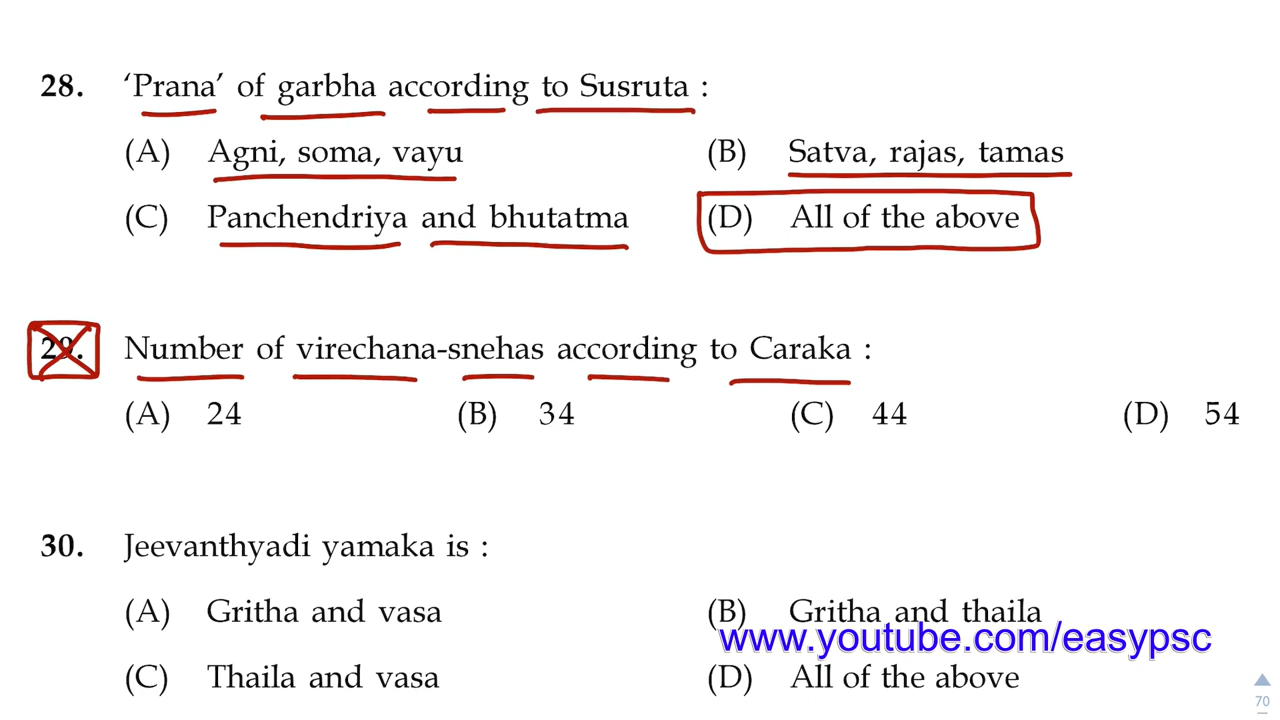 28. ‘Prana’ of garbha according to Susruta :
(A) Agni, soma, vayu (B) Satva, rajas, tamas
(C) Panchendriya and bhutatma (D) All of the above
29. Number of virechana-snehas according to Caraka :
(A) 24 (B) 34 (C) 44 (D) 54
30. Jeevanthyadi yamaka is :
(A) Gritha and vasa (B) Gritha and thaila
www.youtube.com/easypsc
(C) Thaila and vasa (D) All of the above
70